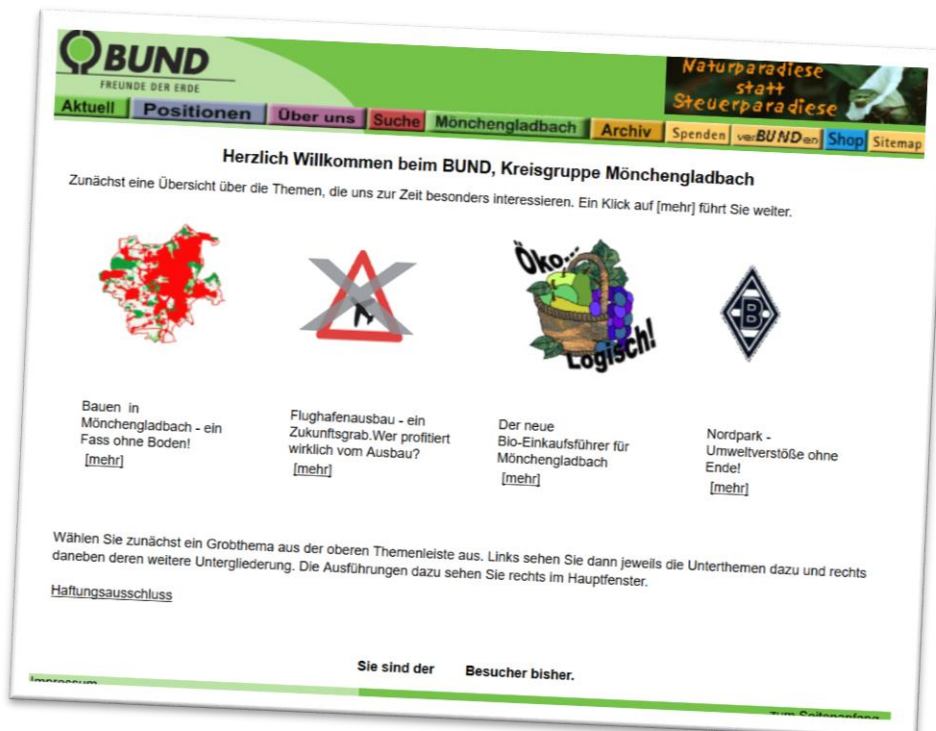 BUND
FREUNDE DER ERDE
Naturparadiese
statt
Steuerparadiese
Aktuell Positionen Über uns Suche Mönchengladbach Archiv Spenden verBUNDen Shop Sitemap
Herzlich Willkommen beim BUND, Kreisgruppe Mönchengladbach
Zunächst eine Übersicht über die Themen, die uns zur Zeit besonders interessieren. Ein Klick auf [mehr] führt Sie weiter.
Öko...
Logisch!
B
Bauen in
Mönchengladbach - ein
Fass ohne Boden!
[mehr]
Flughafenausbau - ein
Zukunftsgrab.Wer profitiert
wirklich vom Ausbau?
[mehr]
Der neue
Bio-Einkaufsführer für
Mönchengladbach
[mehr]
Nordpark -
Umweltverstöße ohne
Ende!
[mehr]
Wählen Sie zunächst ein Grobthema aus der oberen Themenleiste aus. Links sehen Sie dann jeweils die Unterthemen dazu und rechts
daneben deren weitere Untergliederung. Die Ausführungen dazu sehen Sie rechts im Hauptfenster.
Haftungsausschluss
Sie sind der Besucher bisher.
Impressum
zum Seitenanfang